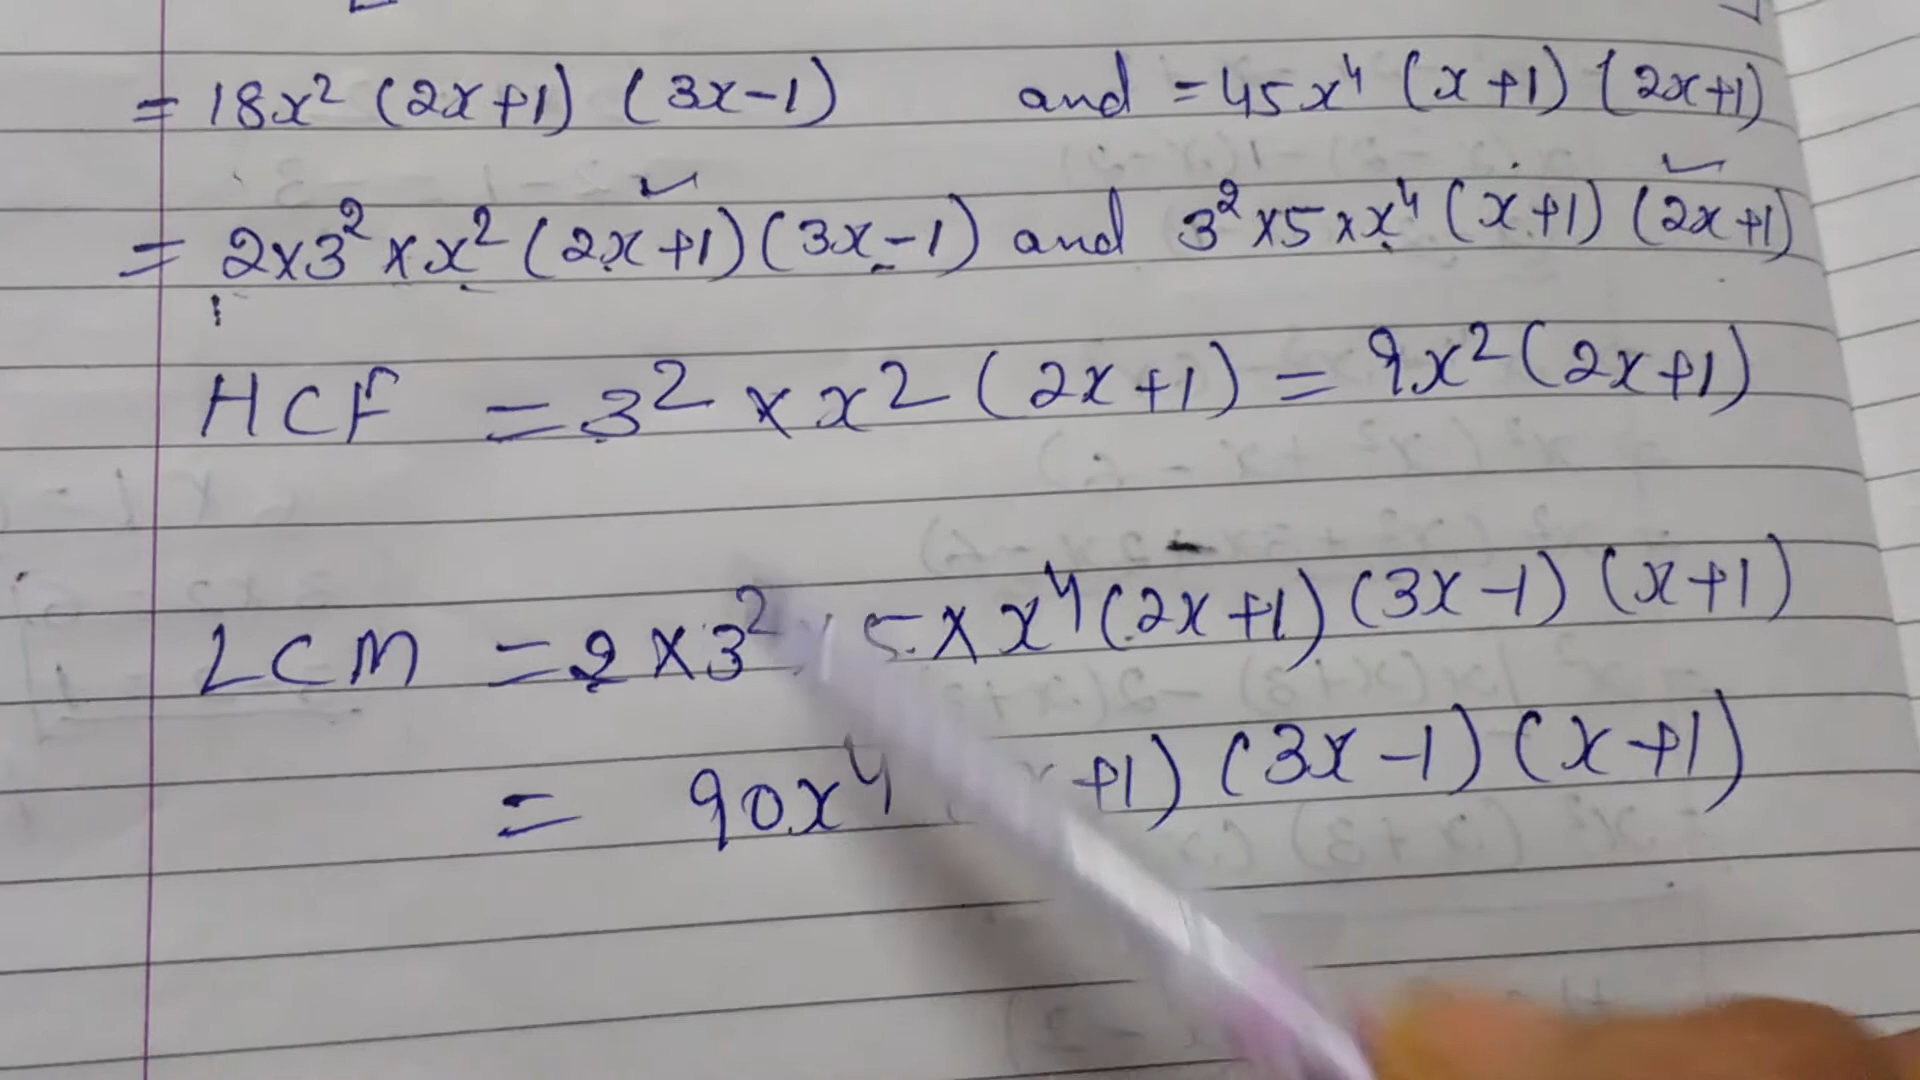 = 18x² (2x+1) (3x-1) and = 45x⁴ (x+1) (2x+1)
= 2×3²×x² (2x+1) (3x-1) and 3²×5×x⁴ (x+1) (2x+1)
HCF = 3² × x² (2x+1) = 9x² (2x+1)
LCM = 2×3² 5×x⁴ (2x+1) (3x-1) (x+1)
= 90x⁴ +1) (3x-1) (x+1)